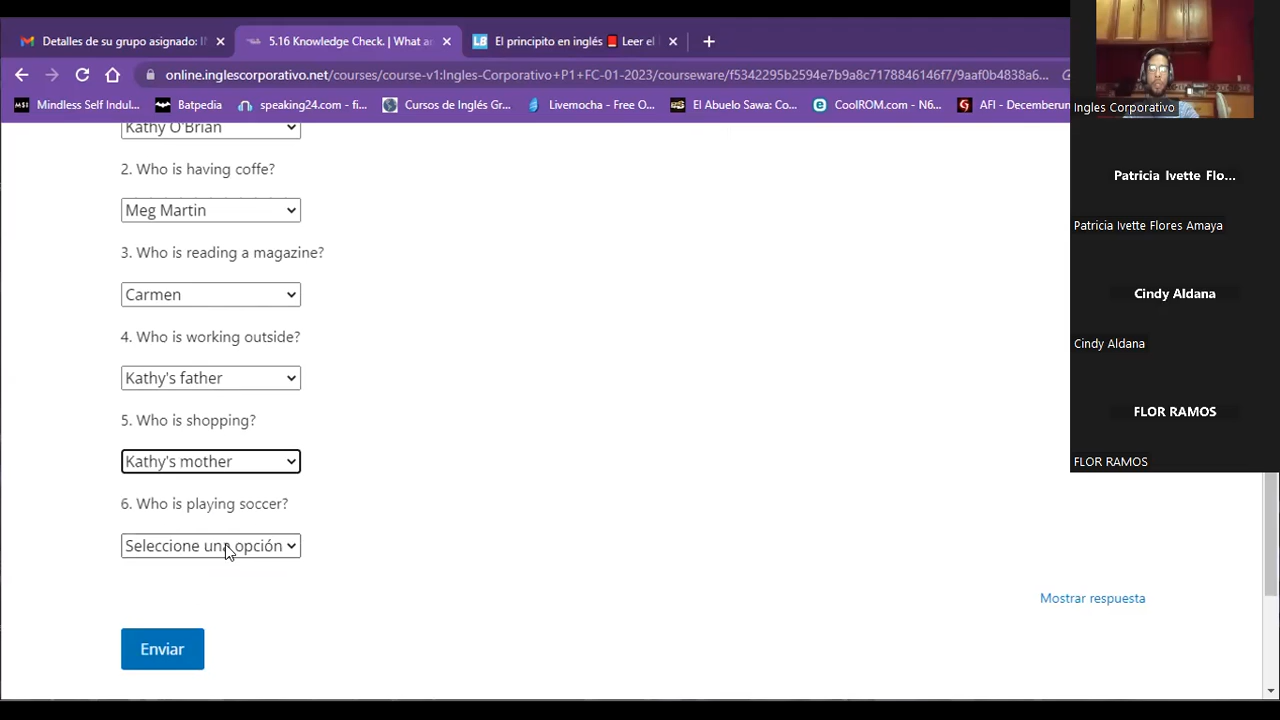 Detalles de su grupo asignado: I
5.16 Knowledge Check. | What ar
LB El principito en inglés 📕 Leer el
online.inglescorporativo.net/courses/course-v1:Ingles-Corporativo+P1+FC-01-2023/courseware/f5342295b2594e7b9a8c7178846146f7/9aaf0b4838a6...
Mindless Self Indul...
Batpedia
speaking24.com - fi...
Cursos de Inglés Gr...
Livemocha - Free O...
El Abuelo Sawa: Co...
CoolROM.com - N6...
AFI - Decemberun
Kathy O'Brian
2. Who is having coffe?
Meg Martin
3. Who is reading a magazine?
Carmen
4. Who is working outside?
Kathy's father
5. Who is shopping?
Kathy's mother
6. Who is playing soccer?
Seleccione una opción
Mostrar respuesta
Enviar
Ingles Corporativo
Patricia Ivette Flo...
Patricia Ivette Flores Amaya
Cindy Aldana
Cindy Aldana
FLOR RAMOS
FLOR RAMOS